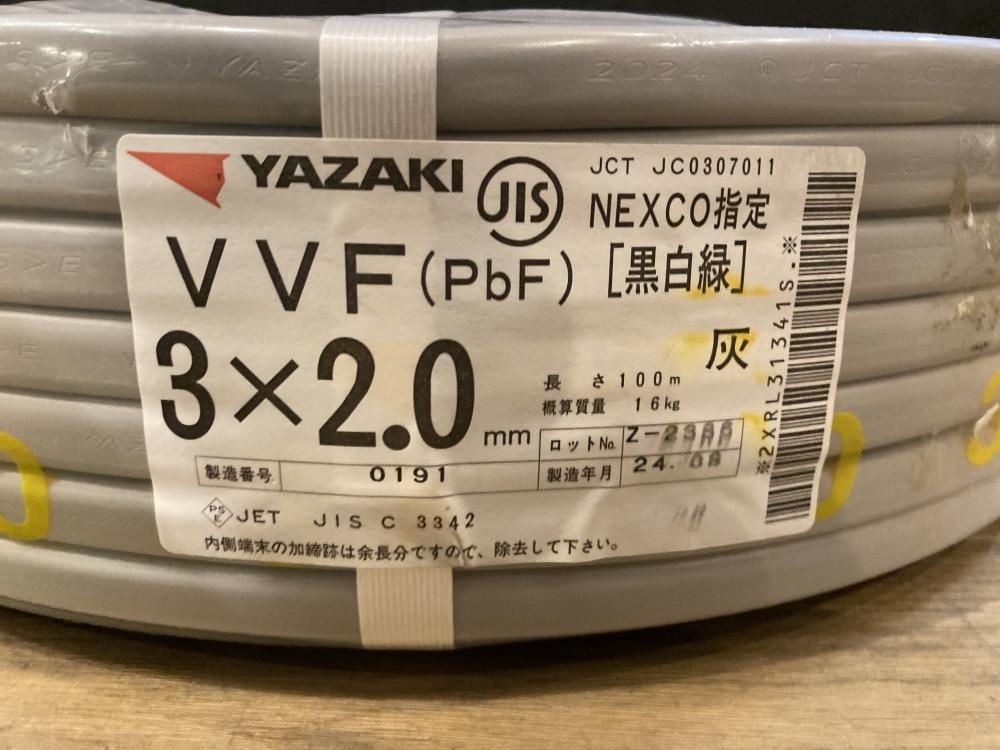 2024 JCT
YAZAKI
JIS
JCT JC0307011
NEXCO指定
VVF(PbF) [黒白緑]
3×2.0mm
灰
長さ100m
概算質量 16kg
ロットNo.
製造番号 0191
製造年月 24.08
PSE JET JIS C 3342
内側端末の加締跡は余長分ですので、除去して下さい。
※2XRL31341S.※